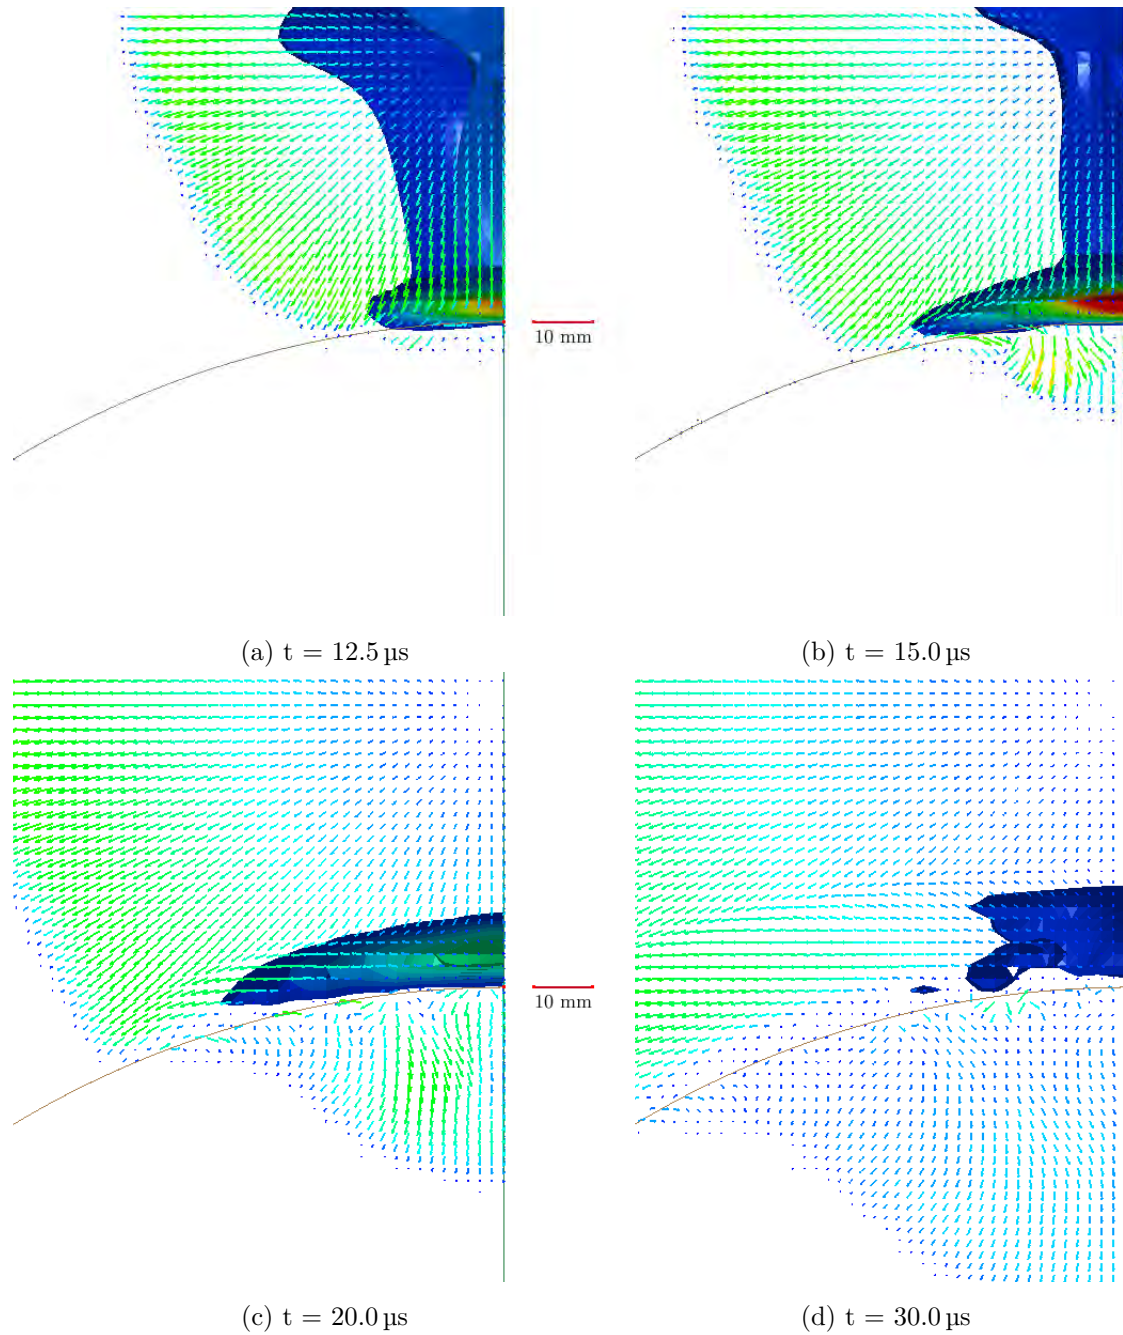 10 mm
(a) t = 12.5 µs
(b) t = 15.0 µs
10 mm
(c) t = 20.0 µs
(d) t = 30.0 µs